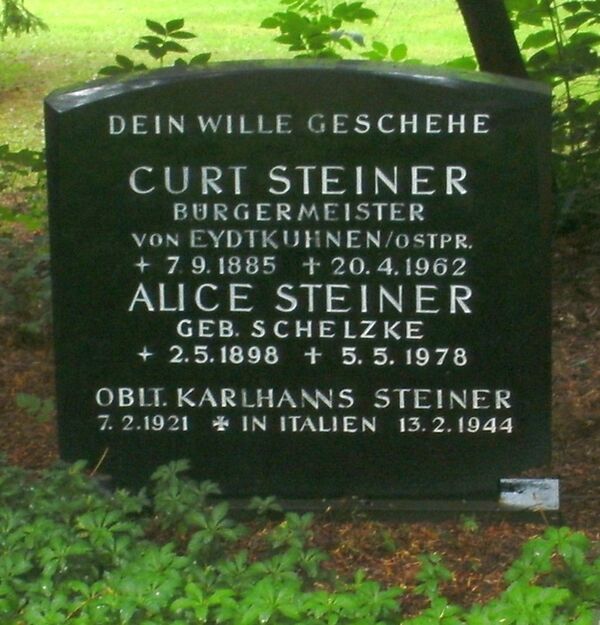 DEIN WILLE GESCHEHE
CURT STEINER
BÜRGERMEISTER
VON EYDTKUHNEN/OSTPR.
+ 7.9.1885 † 20.4.1962
ALICE STEINER
GEB. SCHELZKE
+ 2.5.1898 † 5.5.1978
OBLT. KARLHANNS STEINER
7.2.1921 ✠ IN ITALIEN 13.2.1944